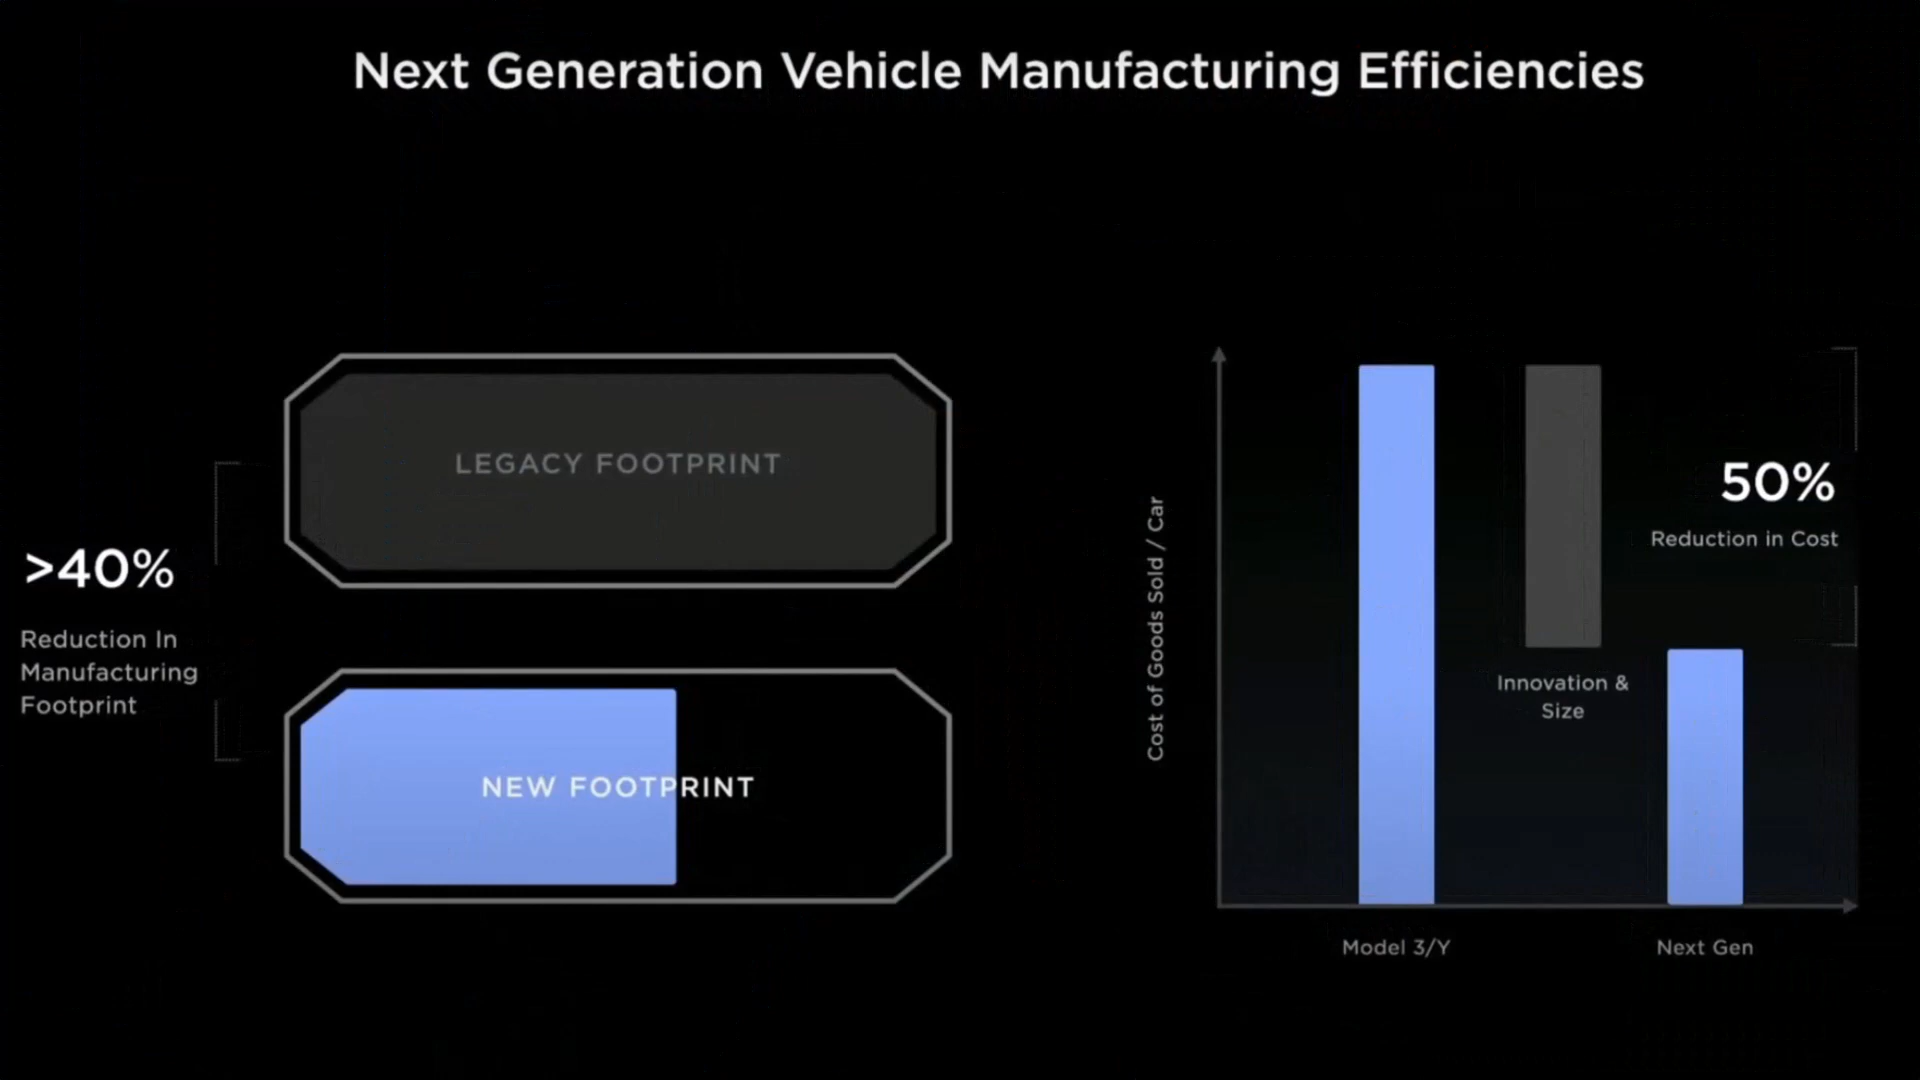 Next Generation Vehicle Manufacturing Efficiencies
>40%
Reduction In
Manufacturing
Footprint
LEGACY FOOTPRINT
NEW FOOTPRINT
Cost of Goods Sold / Car
50%
Reduction in Cost
Innovation &
Size
Model 3/Y
Next Gen